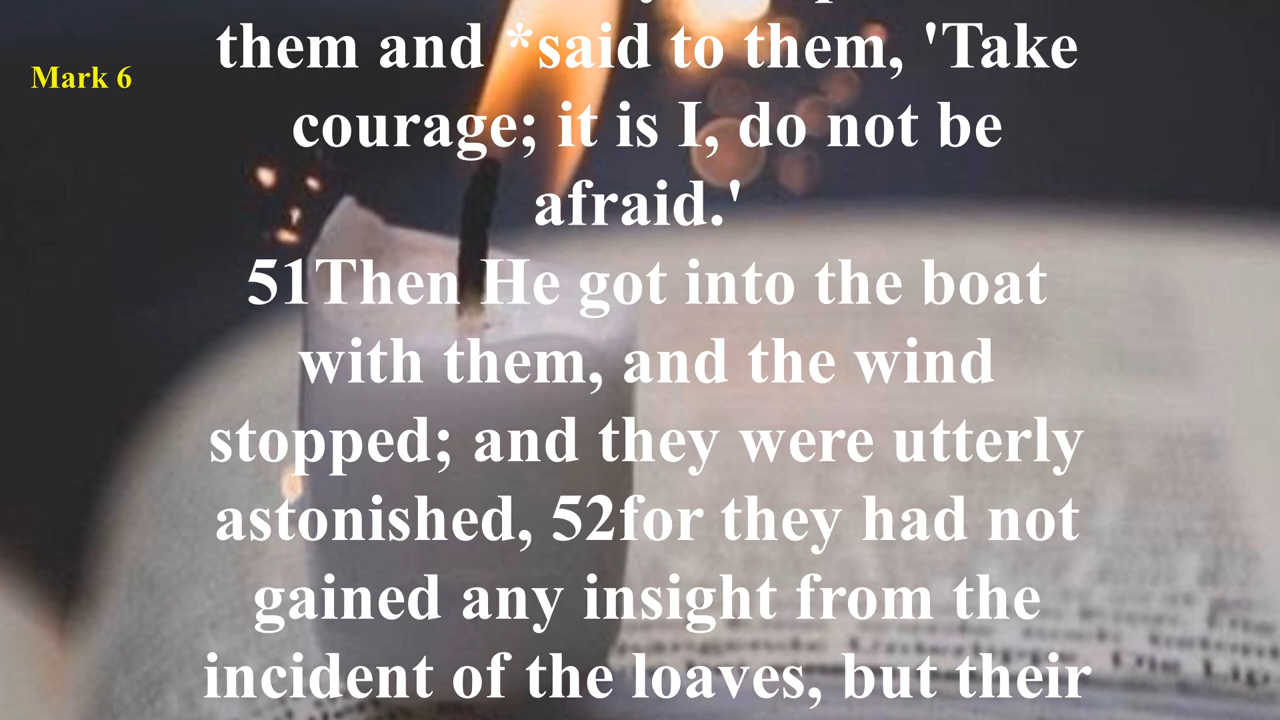 Mark 6
them and *said to them, 'Take
courage; it is I, do not be
afraid.'
51Then He got into the boat
with them, and the wind
stopped; and they were utterly
astonished, 52for they had not
gained any insight from the
incident of the loaves, but their